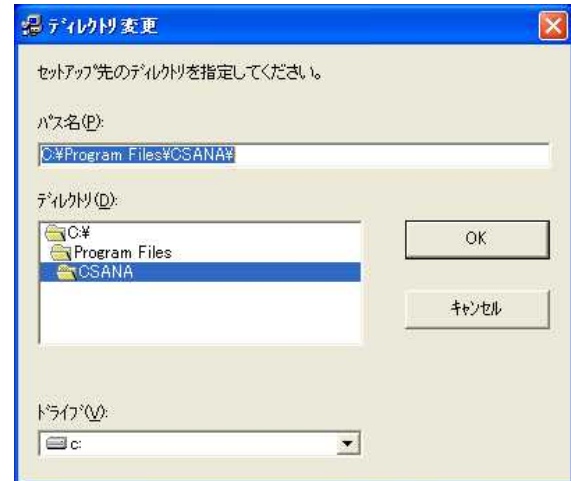 ﾃﾞｨﾚｸﾄﾘ変更
ｾｯﾄｱｯﾌﾟ先のﾃﾞｨﾚｸﾄﾘを指定してください。
ﾊﾟｽ名(P):
C:¥Program Files¥CSANA¥
ﾃﾞｨﾚｸﾄﾘ(D):
C:¥
Program Files
CSANA
OK
ｷｬﾝｾﾙ
ﾄﾞﾗｲﾌﾞ(V):
c: